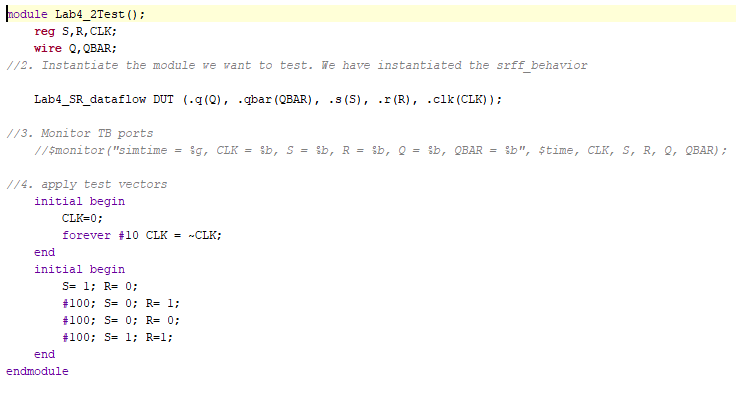 module Lab4_2Test();
reg S,R,CLK;
wire Q,QBAR;
//2. Instantiate the module we want to test. We have instantiated the srff_behavior
Lab4_SR_dataflow DUT (.q(Q), .qbar(QBAR), .s(S), .r(R), .clk(CLK));
//3. Monitor TB ports
//$monitor("simtime = %g, CLK = %b, S = %b, R = %b, Q = %b, QBAR = %b", $time, CLK, S, R, Q, QBAR);
//4. apply test vectors
initial begin
CLK=0;
forever #10 CLK = ~CLK;
end
initial begin
S= 1; R= 0;
#100; S= 0; R= 1;
#100; S= 0; R= 0;
#100; S= 1; R=1;
end
endmodule